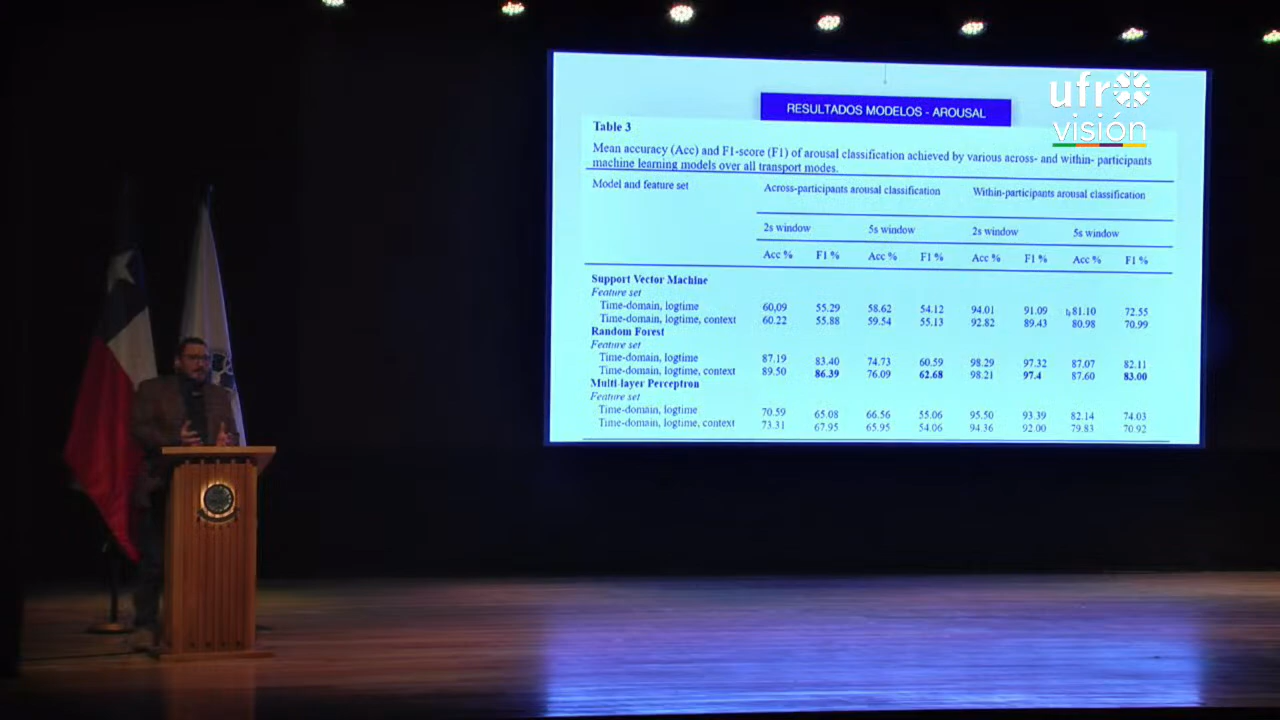 ufro
visión
RESULTADOS MODELOS - AROUSAL
Table 3
Mean accuracy (Acc) and F1-score (F1) of arousal classification achieved by various across- and within- participants
machine learning models over all transport modes.
Model and feature set Across-participants arousal classification Within-participants arousal classification
2s window 5s window 2s window 5s window
Acc % F1 % Acc % F1 % Acc % F1 % Acc % F1 %
Support Vector Machine
Feature set
Time-domain, logtime 60,09 55.29 58.62 54.12 94.01 91.09 81.10 72.55
Time-domain, logtime, context 60.22 55.88 59.54 55.13 92.82 89.43 80.98 70.99
Random Forest
Feature set
Time-domain, logtime 87.19 83.40 74.73 60.59 98.29 97.32 87.07 82.11
Time-domain, logtime, context 89.50 86.39 76.09 62.68 98.21 97.4 87.60 83.00
Multi-layer Perceptron
Feature set
Time-domain, logtime 70.59 65.08 66.56 55.06 95.50 93.39 82.14 74.03
Time-domain, logtime, context 73.31 67.95 65.95 54.06 94.36 92.00 79.83 70.92